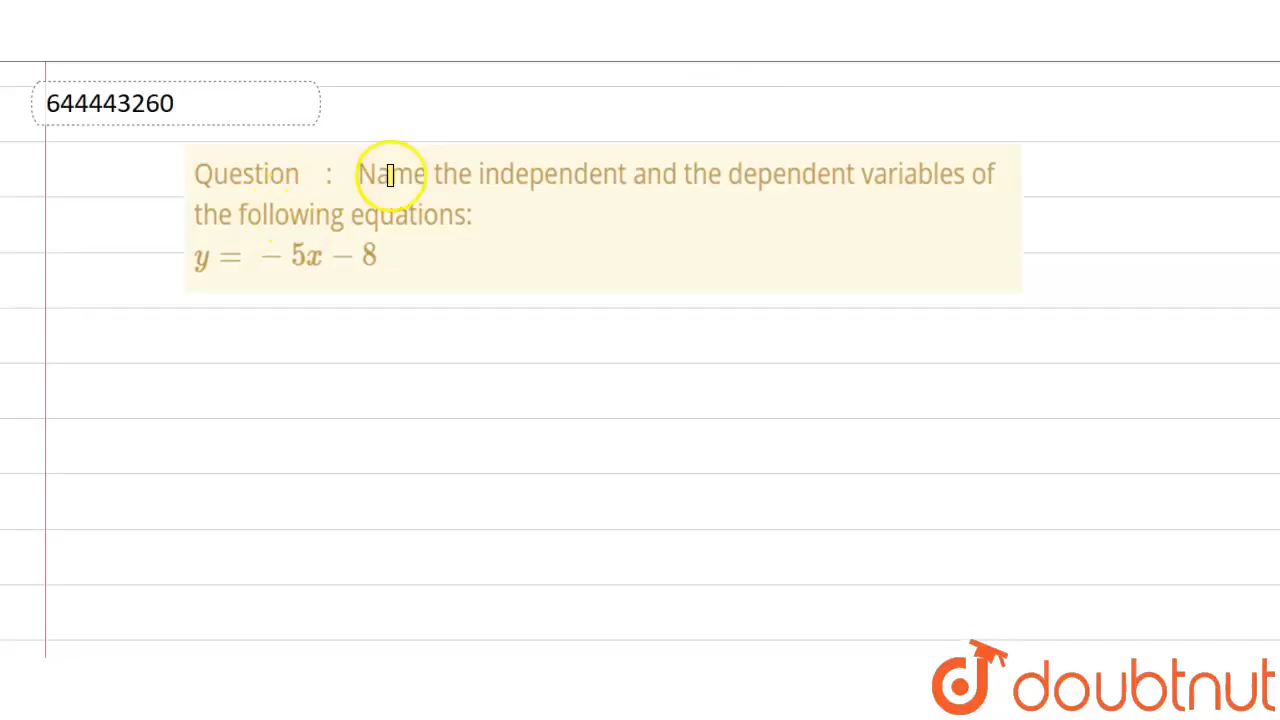 644443260
Question : Name the independent and the dependent variables of
the following equations:
y = − 5x − 8
doubtnut